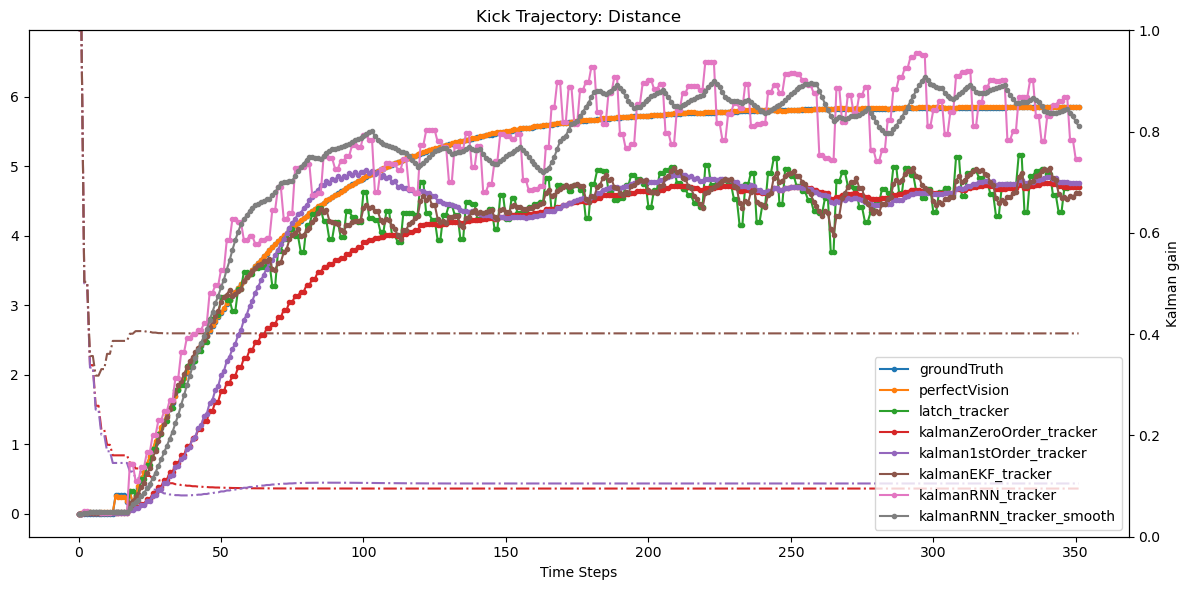 Kick Trajectory: Distance
6
5
4
3
2
1
0
1.0
0.8
0.6
0.4
0.2
0.0
Kalman gain
groundTruth
perfectVision
latch_tracker
kalmanZeroOrder_tracker
kalman1stOrder_tracker
kalmanEKF_tracker
kalmanRNN_tracker
kalmanRNN_tracker_smooth
0 50 100 150 200 250 300 350
Time Steps